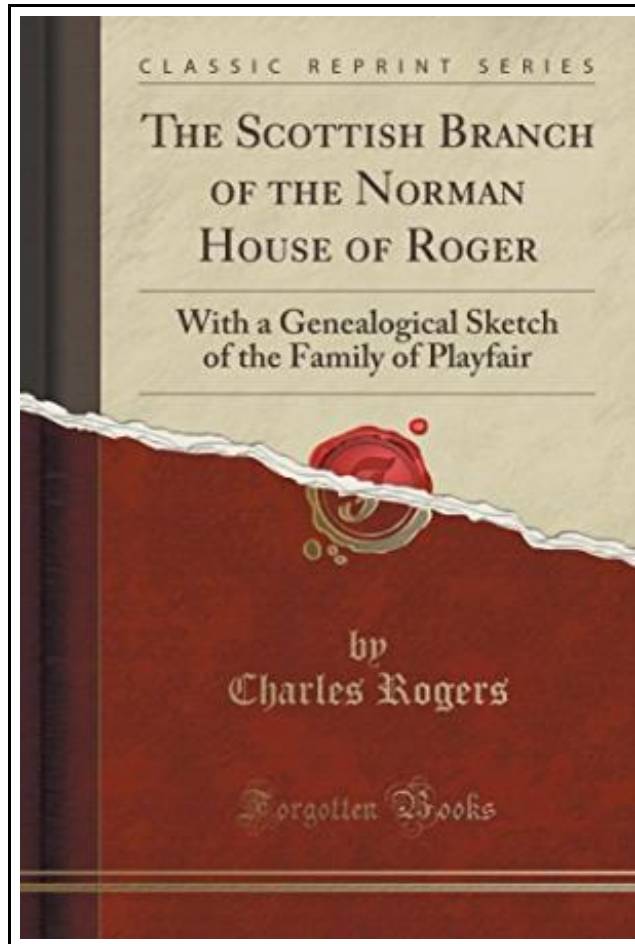 CLASSIC REPRINT SERIES
THE SCOTTISH BRANCH
OF THE NORMAN
HOUSE OF ROGER
With a Genealogical Sketch
of the Family of Playfair
by
Charles Rogers
Forgotten Books